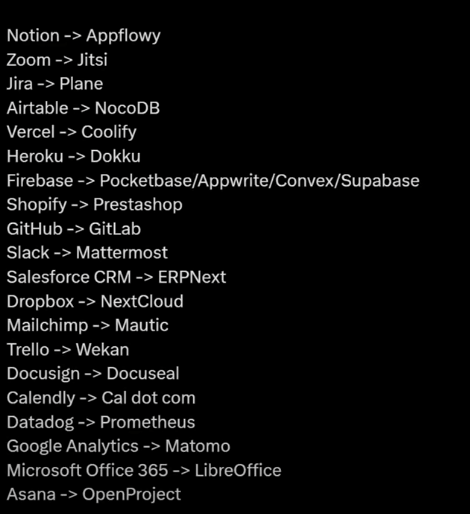 Notion -> Appflowy
Zoom -> Jitsi
Jira -> Plane
Airtable -> NocoDB
Vercel -> Coolify
Heroku -> Dokku
Firebase -> Pocketbase/Appwrite/Convex/Supabase
Shopify -> Prestashop
GitHub -> GitLab
Slack -> Mattermost
Salesforce CRM -> ERPNext
Dropbox -> NextCloud
Mailchimp -> Mautic
Trello -> Wekan
Docusign -> Docuseal
Calendly -> Cal dot com
Datadog -> Prometheus
Google Analytics -> Matomo
Microsoft Office 365 -> LibreOffice
Asana -> OpenProject